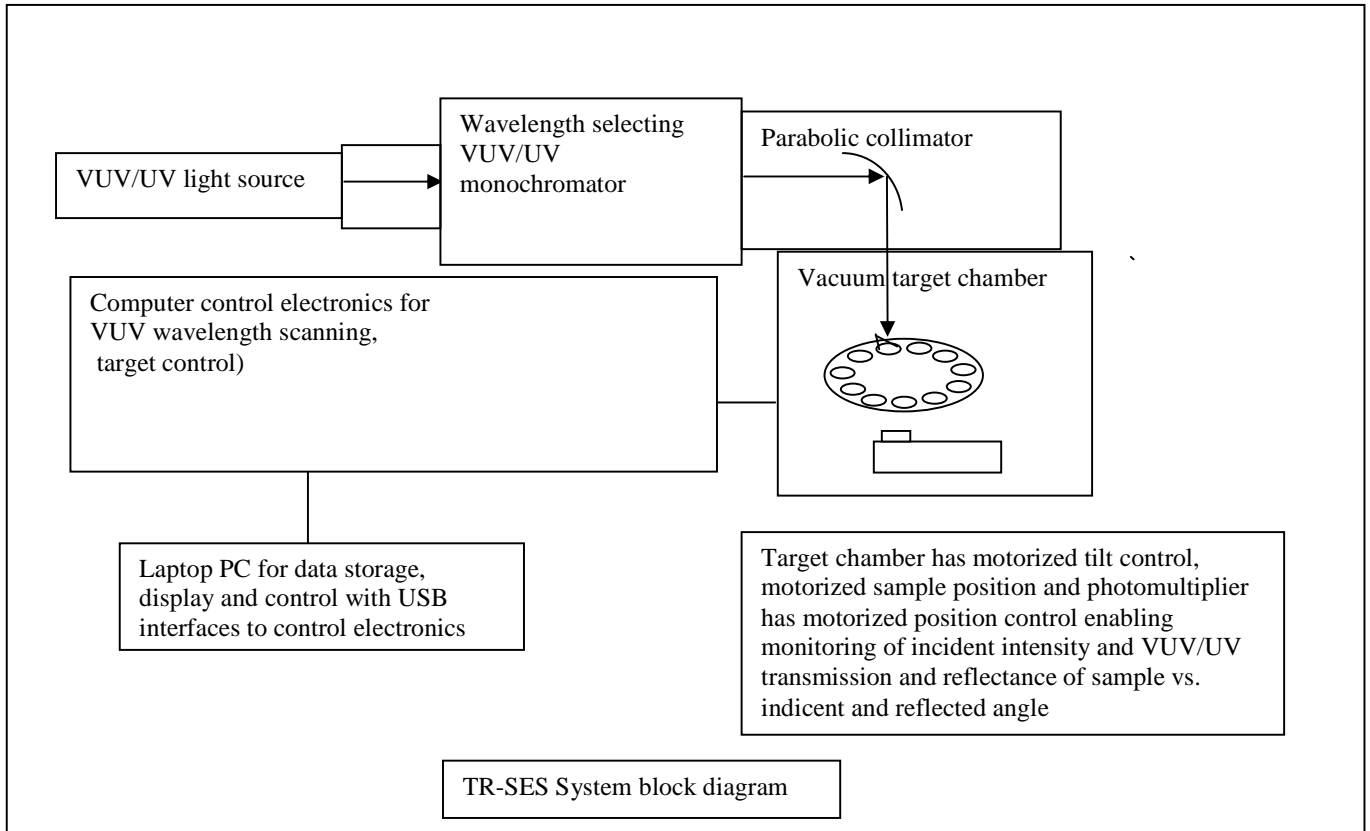 Wavelength selecting
VUV/UV
monochromator
Parabolic collimator
VUV/UV light source
Vacuum target chamber
`
Computer control electronics for
VUV wavelength scanning,
target control)
Laptop PC for data storage,
display and control with USB
interfaces to control electronics
Target chamber has motorized tilt control,
motorized sample position and photomultiplier
has motorized position control enabling
monitoring of incident intensity and VUV/UV
transmission and reflectance of sample vs.
indicent and reflected angle
TR-SES System block diagram